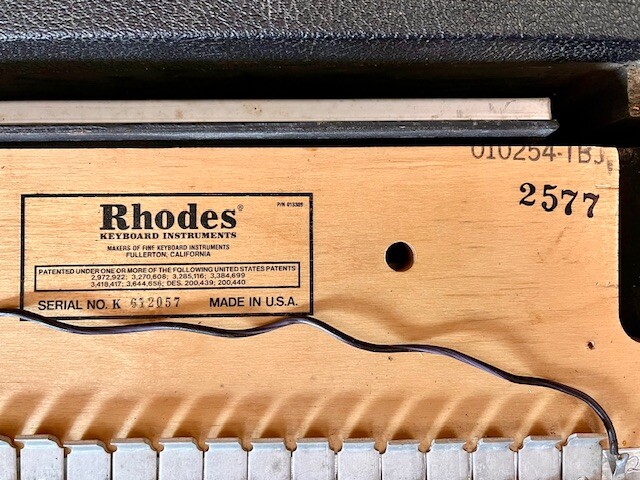 010254-TBJ
2577
Rhodes®
P/N 013309
KEYBOARD INSTRUMENTS
MAKERS OF FINE KEYBOARD INSTRUMENTS
FULLERTON, CALIFORNIA
PATENTED UNDER ONE OR MORE OF THE FOLLOWING UNITED STATES PATENTS
2,972,922; 3,270,608; 3,285,116; 3,384,699
3,418,417; 3,644,656; DES. 200,439; 200,440
SERIAL NO. K 612057 MADE IN U.S.A.